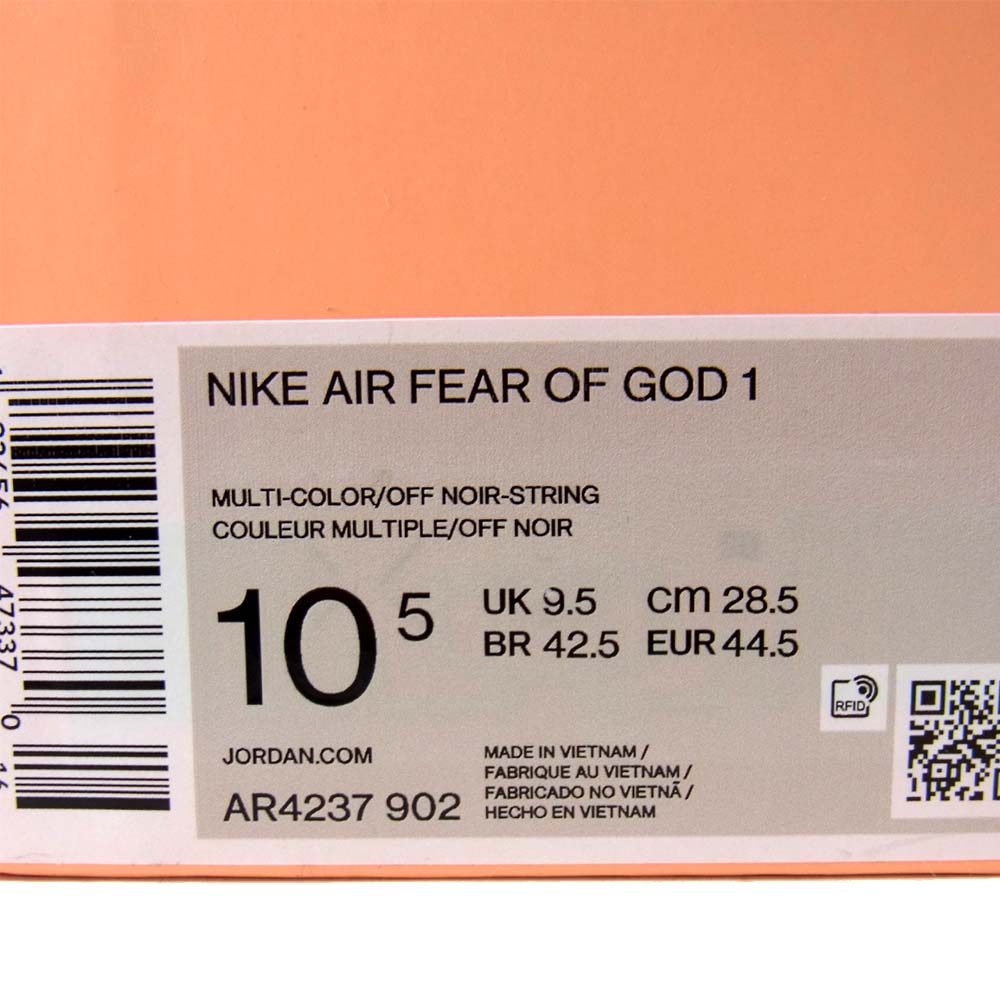 NIKE AIR FEAR OF GOD 1
MULTI-COLOR/OFF NOIR-STRING
COULEUR MULTIPLE/OFF NOIR
10 5
UK 9.5 cm 28.5
BR 42.5 EUR 44.5
RFID
JORDAN.COM
AR4237 902
MADE IN VIETNAM /
FABRIQUE AU VIETNAM /
FABRICADO NO VIETNÃ /
HECHO EN VIETNAM
47337 0